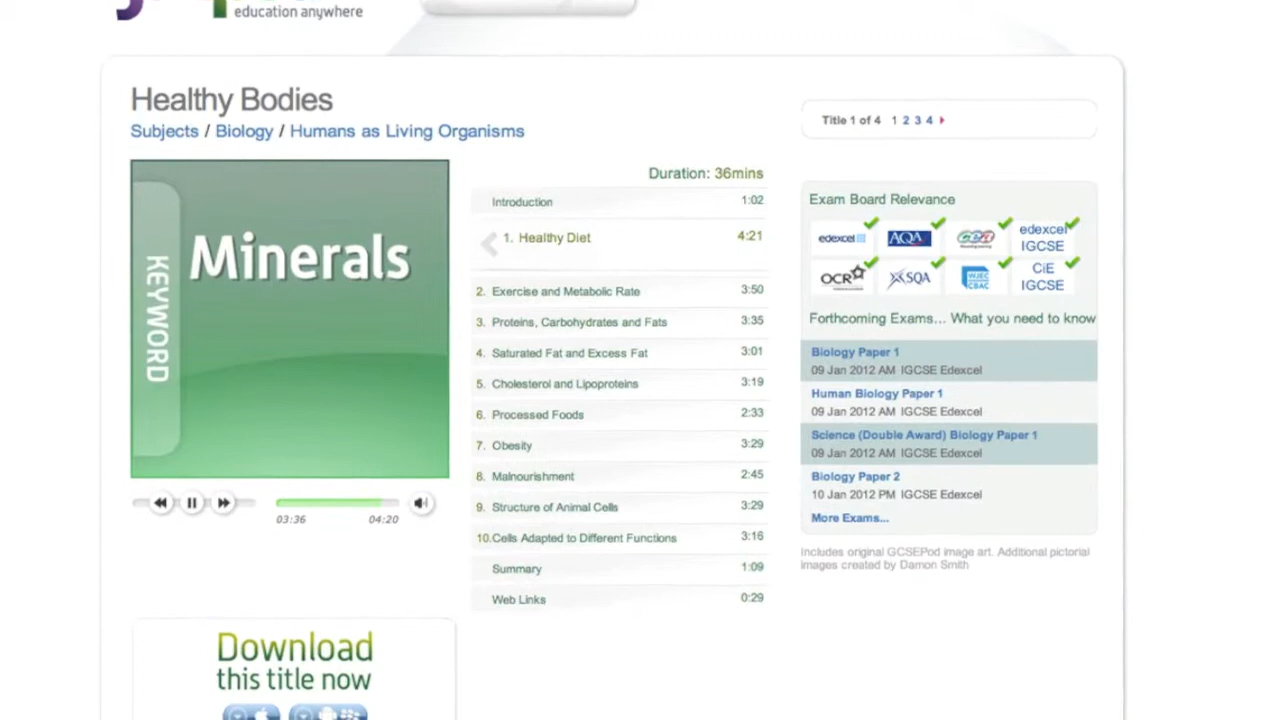 education anywhere
Healthy Bodies
Subjects / Biology / Humans as Living Organisms
Title 1 of 4 1 2 3 4
KEYWORD
Minerals
03:36 04:20
Duration: 36mins
Introduction 1:02
1. Healthy Diet 4:21
2. Exercise and Metabolic Rate 3:50
3. Proteins, Carbohydrates and Fats 3:35
4. Saturated Fat and Excess Fat 3:01
5. Cholesterol and Lipoproteins 3:19
6. Processed Foods 2:33
7. Obesity 3:29
8. Malnourishment 2:45
9. Structure of Animal Cells 3:29
10.Cells Adapted to Different Functions 3:16
Summary 1:09
Web Links 0:29
Exam Board Relevance
edexcel AQA edexcel IGCSE
OCR SQA WJEC CBAC CiE IGCSE
Forthcoming Exams... What you need to know
Biology Paper 1
09 Jan 2012 AM IGCSE Edexcel
Human Biology Paper 1
09 Jan 2012 AM IGCSE Edexcel
Science (Double Award) Biology Paper 1
09 Jan 2012 AM IGCSE Edexcel
Biology Paper 2
10 Jan 2012 PM IGCSE Edexcel
More Exams...
Includes original GCSEPod image art. Additional pictorial
images created by Damon Smith
Download
this title now